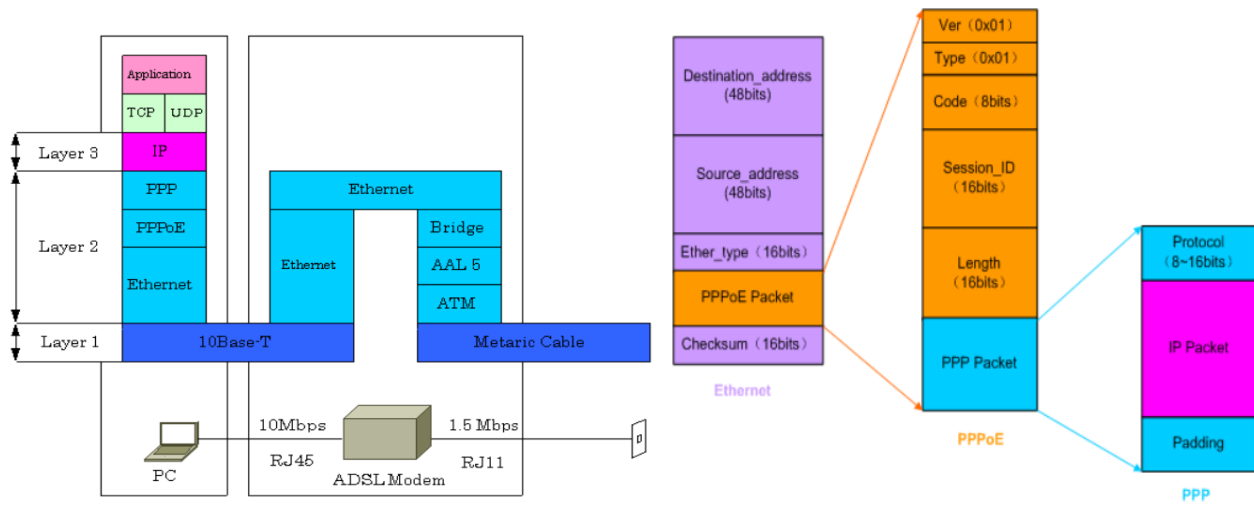 Application
TCP
UDP
Layer 3
IP
PPP
Ethernet
Layer 2
PPPoE
Bridge
Ethernet
AAL 5
Ethernet
ATM
Layer 1
10Base-T
Metaric Cable
10Mbps
1.5 Mbps
RJ45
RJ11
PC
ADSL Modem
Destination_address
(48bits)
Source_address
(48bits)
Ether_type (16bits)
PPPoE Packet
Checksum (16bits)
Ethernet
Ver（0x01）
Type（0x01）
Code（8bits）
Session_ID
（16bits）
Length
（16bits）
PPP Packet
PPPoE
Protocol
（8~16bits）
IP Packet
Padding
PPP